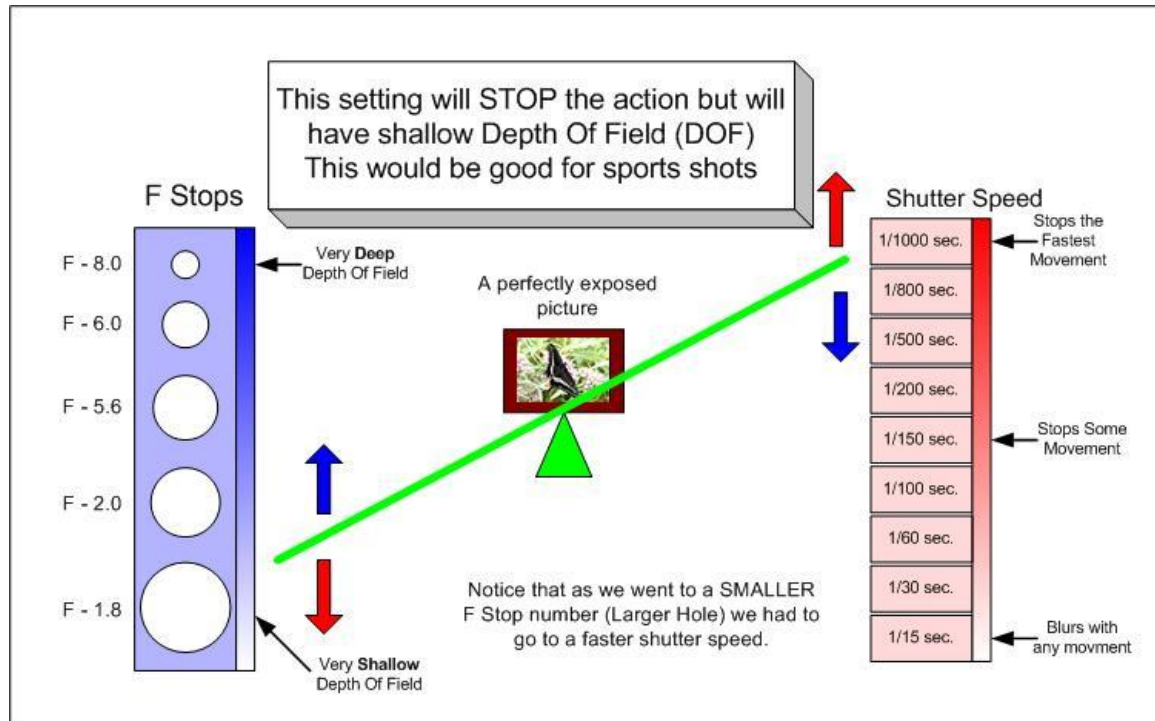 This setting will STOP the action but will
have shallow Depth Of Field (DOF)
This would be good for sports shots
F Stops
F - 8.0
F - 6.0
F - 5.6
F - 2.0
F - 1.8
Very Deep
Depth Of Field
Very Shallow
Depth Of Field
A perfectly exposed
picture
Notice that as we went to a SMALLER
F Stop number (Larger Hole) we had to
go to a faster shutter speed.
Shutter Speed
1/1000 sec.
1/800 sec.
1/500 sec.
1/200 sec.
1/150 sec.
1/100 sec.
1/60 sec.
1/30 sec.
1/15 sec.
Stops the
Fastest
Movement
Stops Some
Movement
Blurs with
any movment